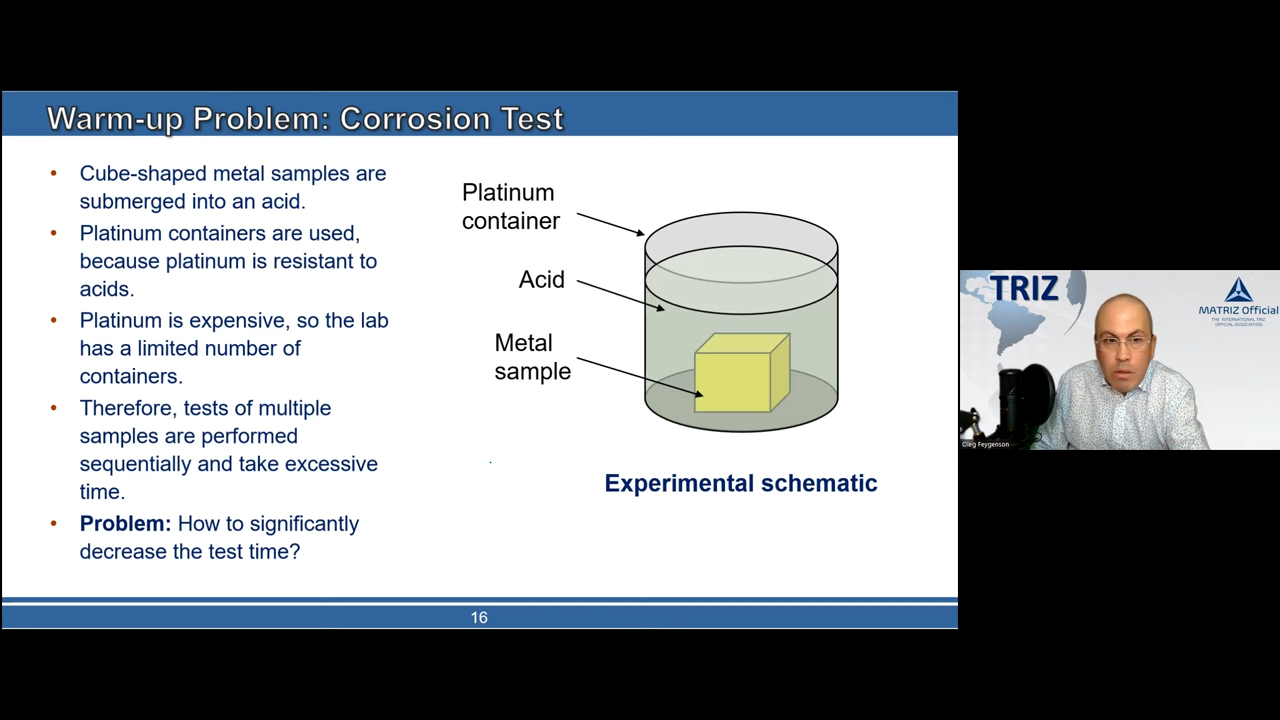 Warm-up Problem: Corrosion Test
• Cube-shaped metal samples are
submerged into an acid.
• Platinum containers are used,
because platinum is resistant to
acids.
• Platinum is expensive, so the lab
has a limited number of
containers.
• Therefore, tests of multiple
samples are performed
sequentially and take excessive
time.
• Problem: How to significantly
decrease the test time?
Platinum
container
Acid
Metal
sample
Experimental schematic
16
TRIZ
MATRIZ Official
THE INTERNATIONAL TRIZ
OFFICIAL ASSOCIATION
Oleg Feygenson